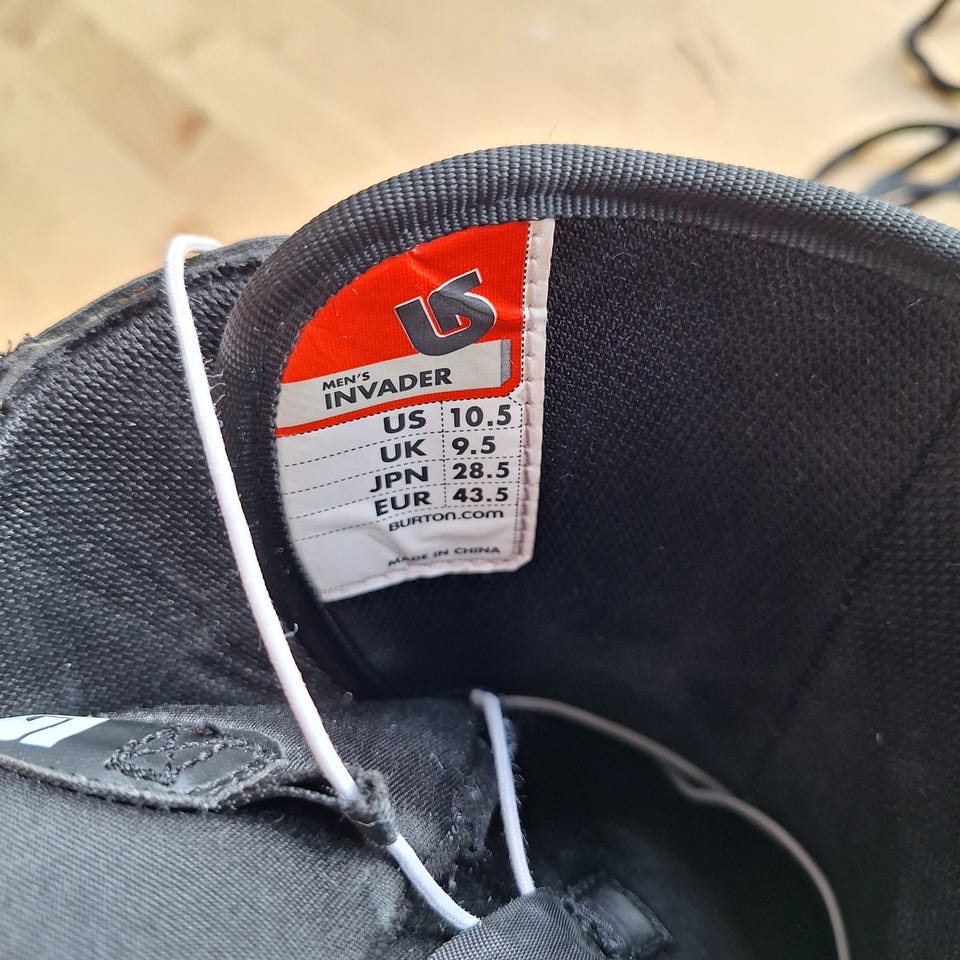 MEN'S
INVADER
US 10.5
UK 9.5
JPN 28.5
EUR 43.5
BURTON.COM
MADE IN CHINA